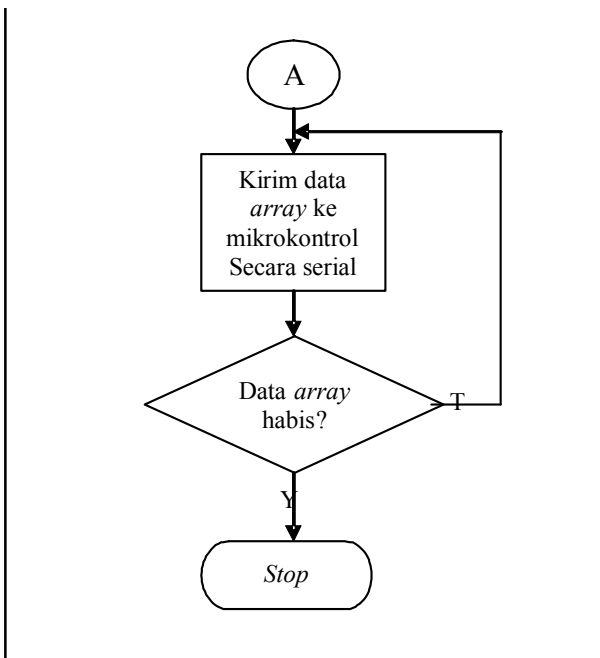 A
Kirim data
array ke
mikrokontrol
Secara serial
Data array
habis?
T
Y
Stop